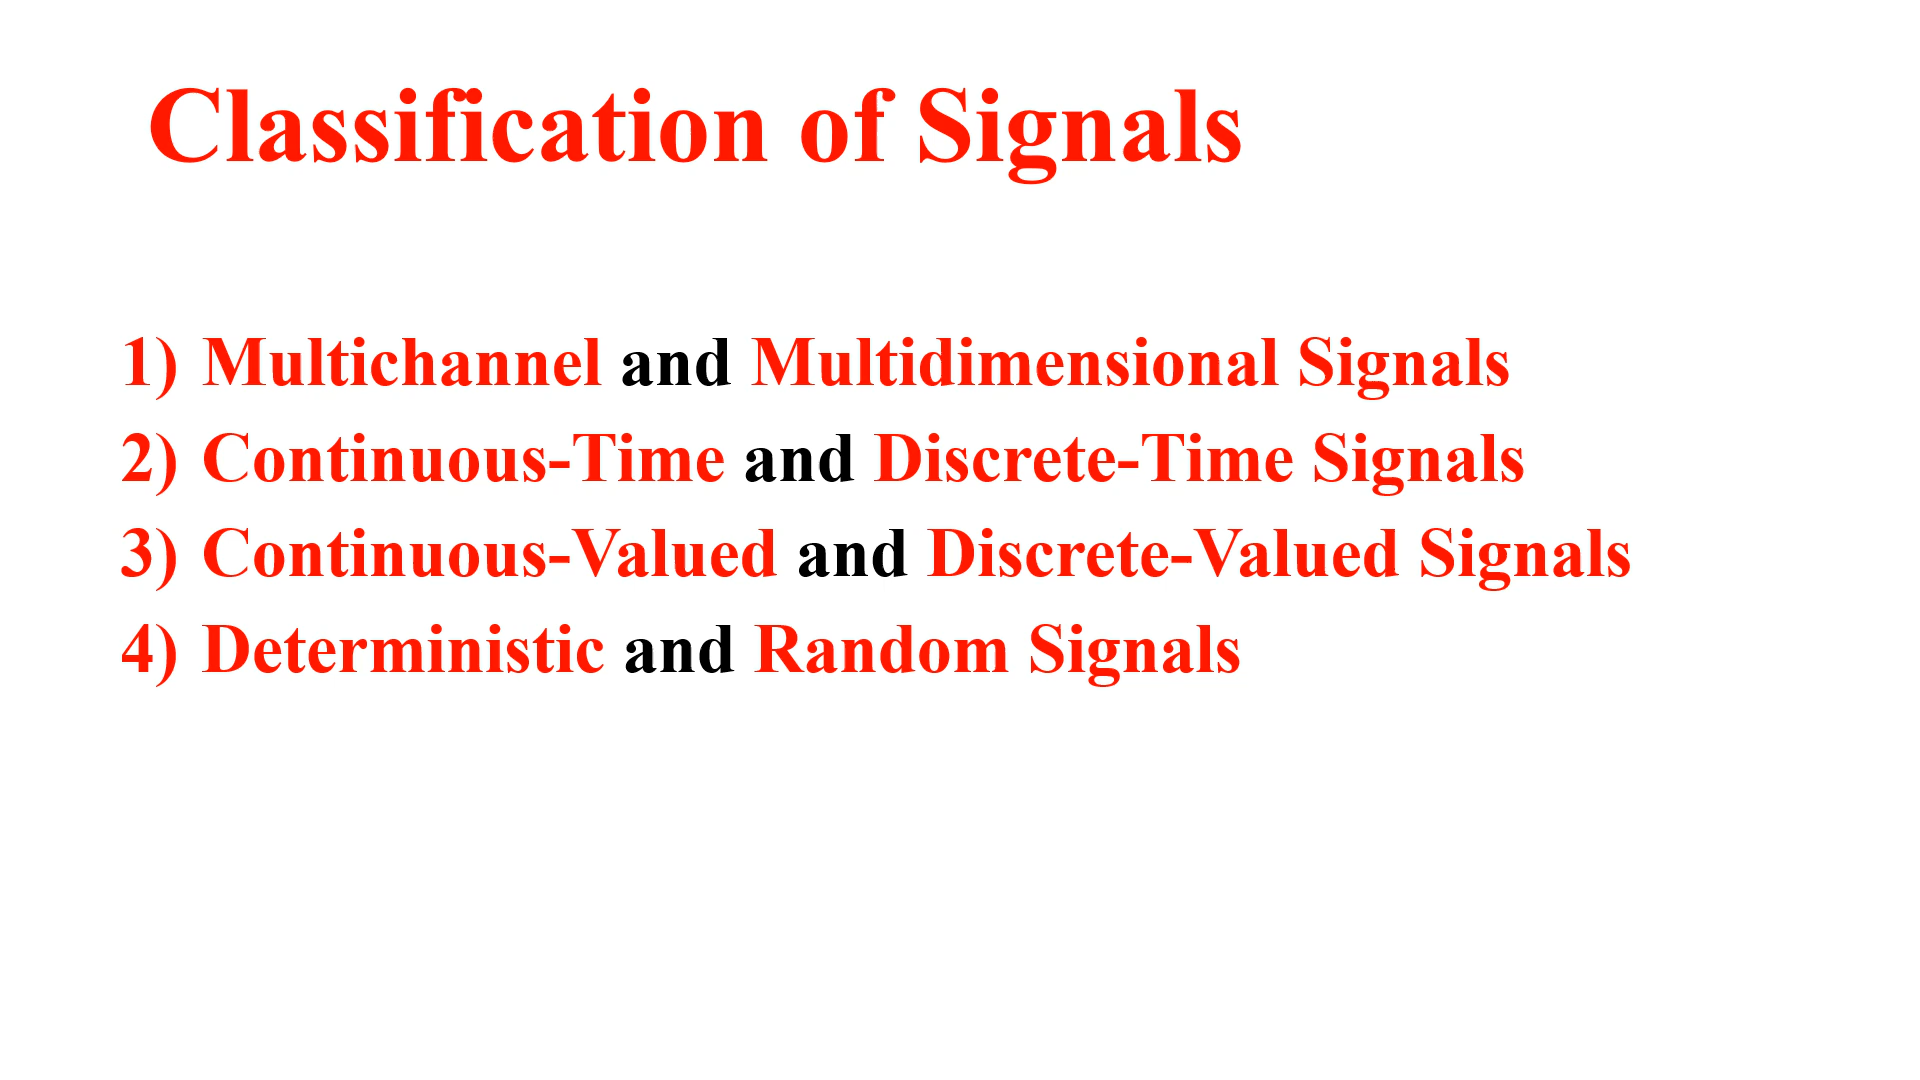 Classification of Signals
1) Multichannel and Multidimensional Signals
2) Continuous-Time and Discrete-Time Signals
3) Continuous-Valued and Discrete-Valued Signals
4) Deterministic and Random Signals